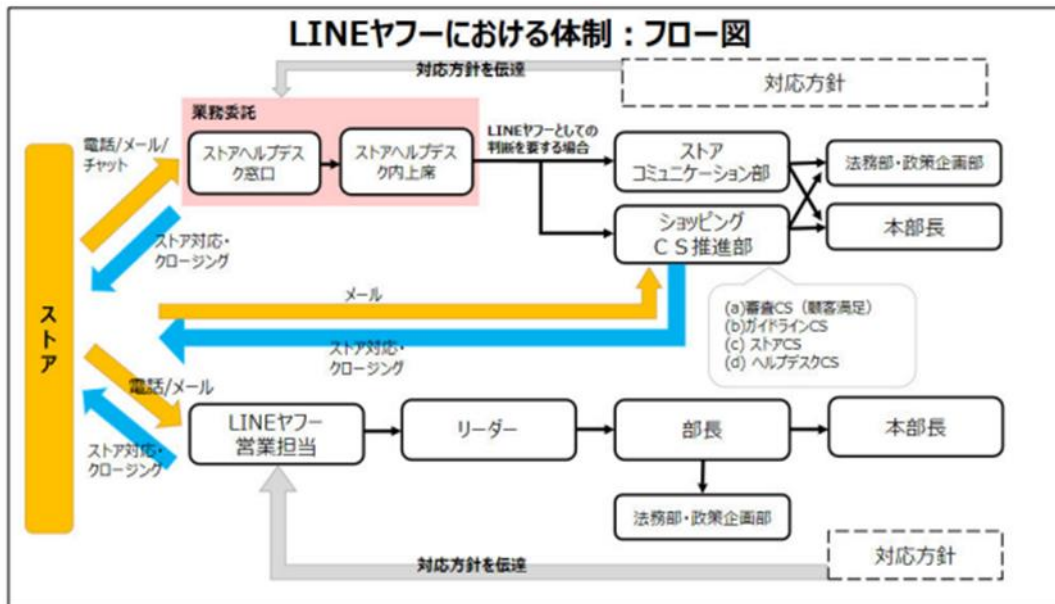 LINEヤフーにおける体制：フロー図
対応方針を伝達
対応方針
業務委託
電話/メール/
チャット
ストアヘルプデス
ク窓口
ストアヘルプデス
ク内上席
LINEヤフーとしての
判断を要する場合
ストア
コミュニケーション部
法務部・政策企画部
ショッピング
ＣＳ推進部
本部長
ストア対応・
クロージング
メール
(a)審査CS（顧客満足）
(b)ガイドラインCS
(c) ストアCS
(d) ヘルプデスクCS
ストア対応・
クロージング
ストア
電話/メール
LINEヤフー
営業担当
リーダー
部長
本部長
ストア対応・
クロージング
法務部・政策企画部
対応方針を伝達
対応方針